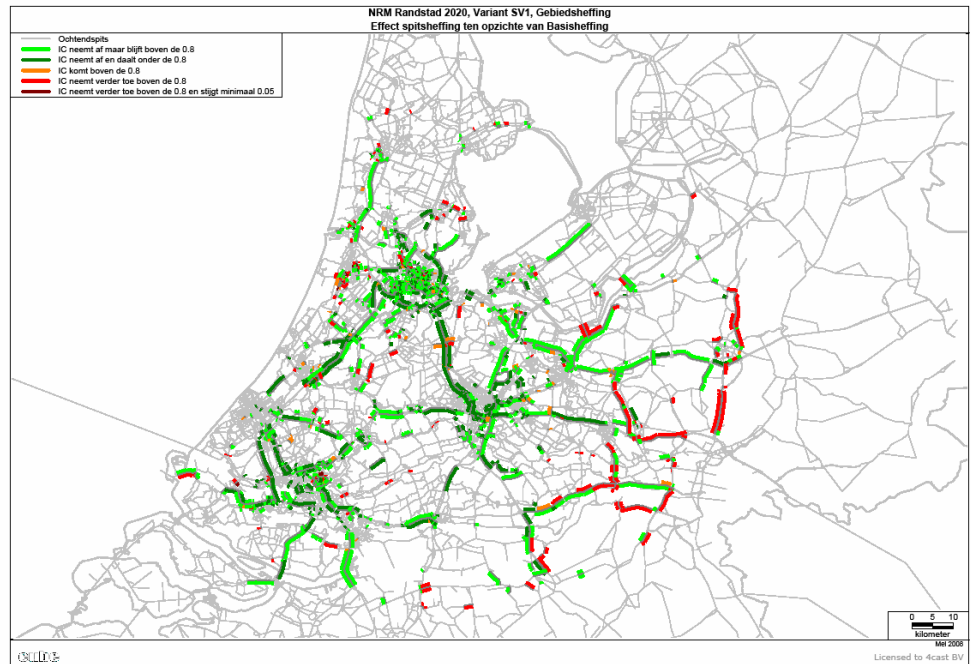 NRM Randstad 2020, Variant SV1, Gebiedsheffing
Effect spitsheffing ten opzichte van Basisheffing
Ochtendspits
IC neemt af maar blijft boven de 0.8
IC neemt af en daalt onder de 0.8
IC komt boven de 0.8
IC neemt verder toe boven de 0.8
IC neemt verder toe boven de 0.8 en stijgt minimaal 0.05
0 5 10
kilometer
Mei 2008
cube
Licensed to 4cast BV